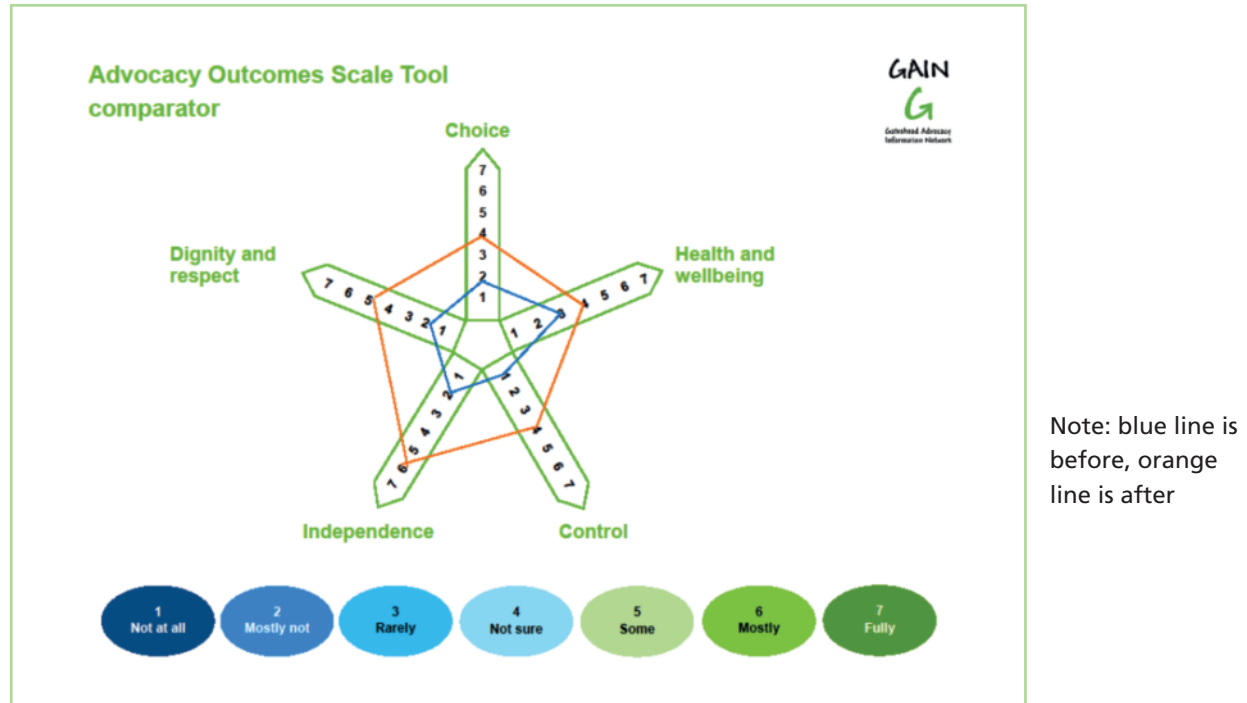 Advocacy Outcomes Scale Tool
comparator
GAIN
G
Gateshead Advocacy
Information Network
Choice
7
6
5
4
3
2
1
Dignity and
respect
7 6 5 4 3 2 1
Health and
wellbeing
1 2 3 4 5 6 7
1
2
3
4
5
6
7
Independence
1
2
3
4
5
6
7
Control
1
Not at all
2
Mostly not
3
Rarely
4
Not sure
5
Some
6
Mostly
7
Fully
Note: blue line is
before, orange
line is after